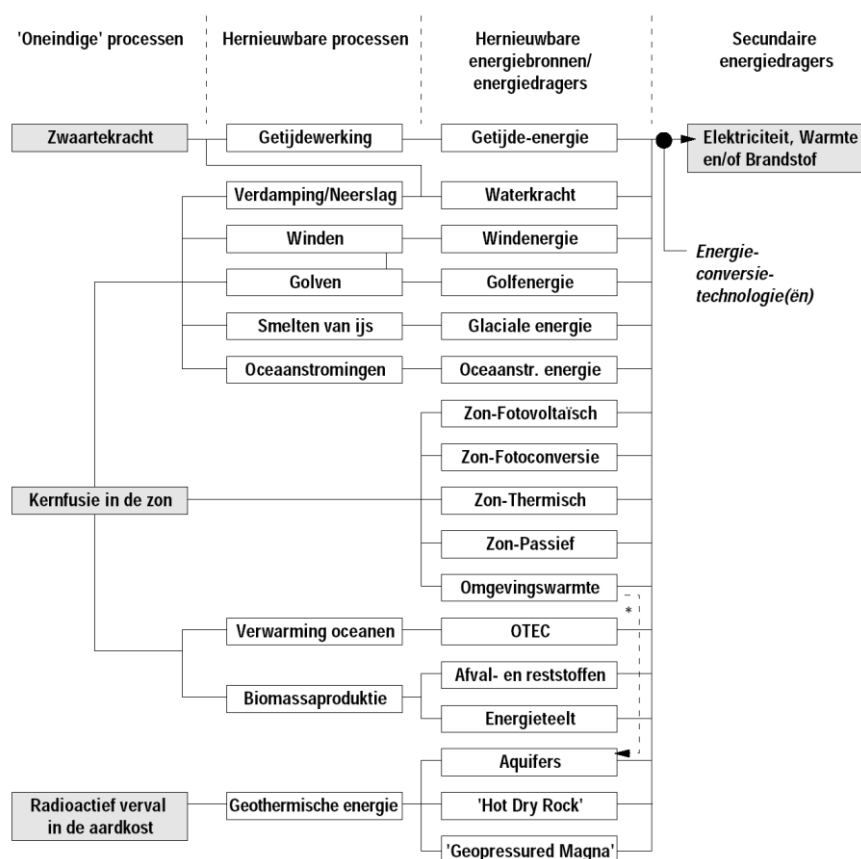 'Oneindige' processen
Hernieuwbare processen
Hernieuwbare
energiebronnen/
energiedragers
Secundaire
energiedragers
Zwaartekracht
Getijdewerking
Getijde-energie
Elektriciteit, Warmte
en/of Brandstof
Verdamping/Neerslag
Waterkracht
Winden
Windenergie
Energie-
conversie-
technologie(ën)
Golven
Golfenergie
Smelten van ijs
Glaciale energie
Oceaanstromingen
Oceaanstr. energie
Zon-Fotovoltaïsch
Zon-Fotoconversie
Kernfusie in de zon
Zon-Thermisch
Zon-Passief
Omgevingswarmte
*
Verwarming oceanen
OTEC
Biomassaproduktie
Afval- en reststoffen
Energieteelt
Aquifers
Radioactief verval
in de aardkost
Geothermische energie
'Hot Dry Rock'
'Geopressured Magna'